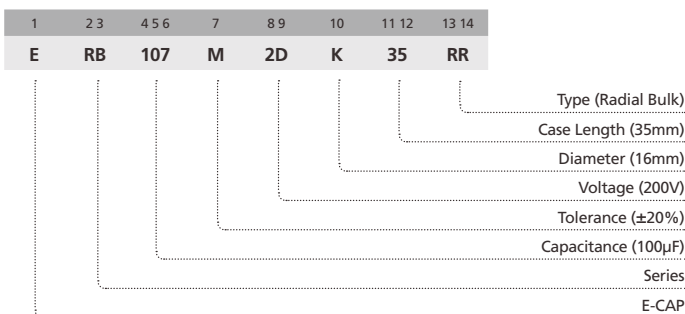 1 2 3 4 5 6 7 8 9 10 11 12 13 14
E RB 107 M 2D K 35 RR
Type (Radial Bulk)
Case Length (35mm)
Diameter (16mm)
Voltage (200V)
Tolerance (±20%)
Capacitance (100µF)
Series
E-CAP